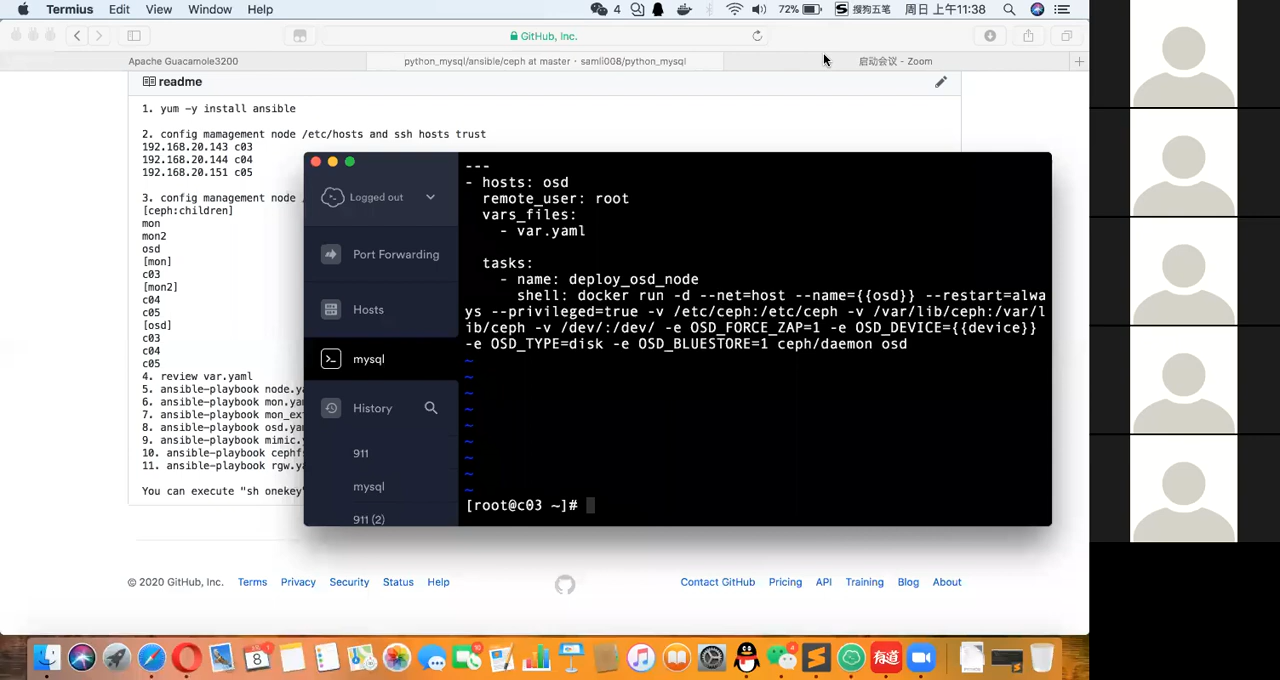 Termius Edit View Window Help 4 72% 搜狗五笔 周日 上午11:38
GitHub, Inc.
Apache Guacamole3200 python_mysql/ansible/ceph at master · samli008/python_mysql 启动会议 - Zoom
readme
1. yum -y install ansible
2. config mamagement node /etc/hosts and ssh hosts trust
192.168.20.143 c03
192.168.20.144 c04
192.168.20.151 c05
3. config mamagement node /
[ceph:children]
mon
mon2
osd
[mon]
c03
[mon2]
c04
c05
[osd]
c03
c04
c05
4. review var.yaml
5. ansible-playbook node.ya
6. ansible-playbook mon.yam
7. ansible-playbook mon_ext
8. ansible-playbook osd.yam
9. ansible-playbook mimic.y
10. ansible-playbook cephfs
11. ansible-playbook rgw.ya
You can execute "sh onekey"
Logged out
Port Forwarding
Hosts
mysql
History
911
mysql
911 (2)
---
- hosts: osd
remote_user: root
vars_files:
- var.yaml
tasks:
- name: deploy_osd_node
shell: docker run -d --net=host --name={{osd}} --restart=alwa
ys --privileged=true -v /etc/ceph:/etc/ceph -v /var/lib/ceph:/var/l
ib/ceph -v /dev/:/dev/ -e OSD_FORCE_ZAP=1 -e OSD_DEVICE={{device}}
-e OSD_TYPE=disk -e OSD_BLUESTORE=1 ceph/daemon osd
~
~
~
~
~
~
~
~
~
[root@c03 ~]#
© 2020 GitHub, Inc. Terms Privacy Security Status Help Contact GitHub Pricing API Training Blog About
8
有道